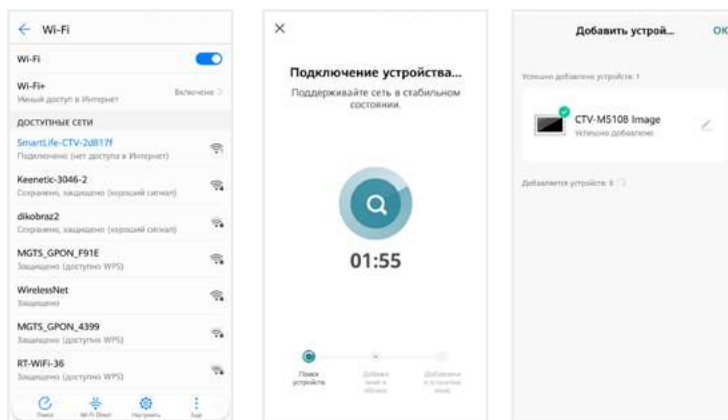 Wi-Fi
Wi-Fi
Wi-Fi+
Умный доступ в Интернет
Включено
ДОСТУПНЫЕ СЕТИ
SmartLife-CTV-2d817f
Подключено (нет доступа в Интернет)
Keenetic-3046-2
Сохранено, защищено (хороший сигнал)
dikobraz2
Сохранено, защищено (хороший сигнал)
MGTS_GPON_F91E
Защищено (доступно WPS)
WirelessNet
Защищено
MGTS_GPON_4399
Защищено (доступно WPS)
RT-WiFi-36
Защищено (доступно WPS)
Поиск
Wi-Fi Direct
Настроить
Ещё
Подключение устройства...
Поддерживайте сеть в стабильном
состоянии.
01:55
Поиск
устройств
Добавить устрой...
ОК
Успешно добавлено устройств: 1
CTV-M5108 Image
Успешно добавлено
Добавляется устройств: 0